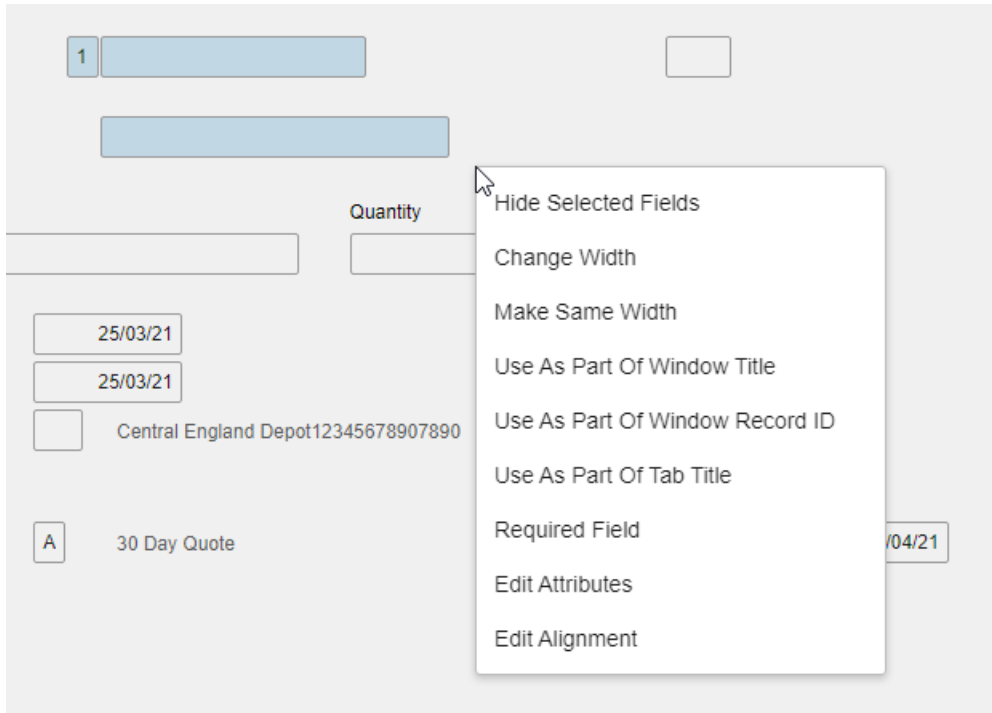 1
Hide Selected Fields
Quantity
Change Width
Make Same Width
25/03/21
Use As Part Of Window Title
25/03/21
Use As Part Of Window Record ID
Central England Depot12345678907890
Use As Part Of Tab Title
Required Field
A 30 Day Quote /04/21
Edit Attributes
Edit Alignment